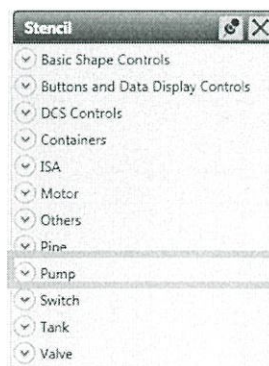 Stencil
Basic Shape Controls
Buttons and Data Display Controls
DCS Controls
Containers
ISA
Motor
Others
Pipe
Pump
Switch
Tank
Valve